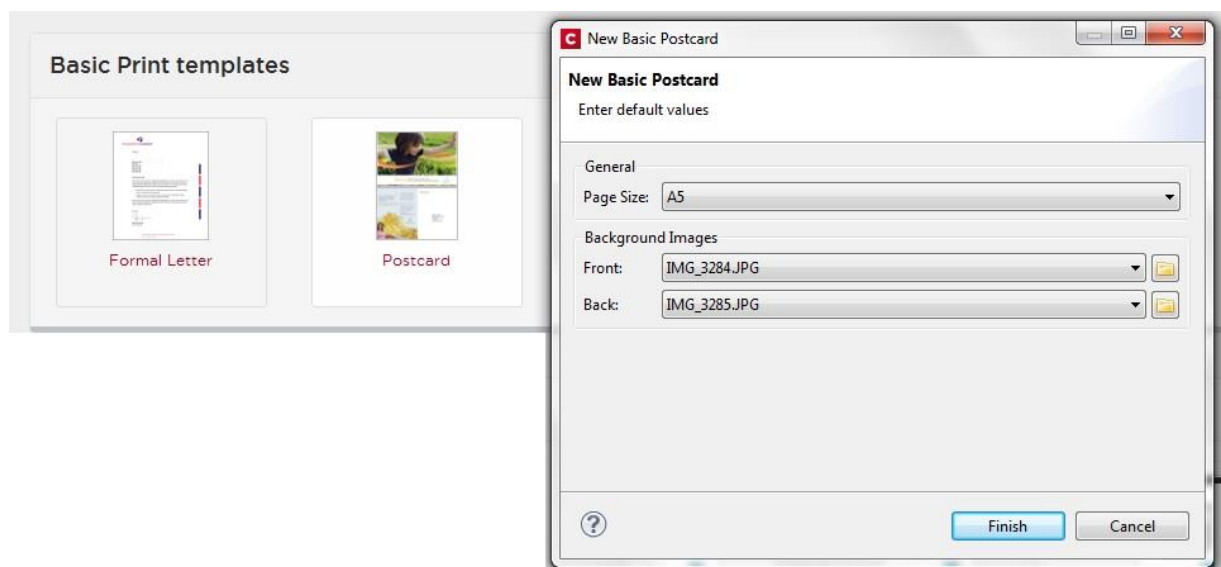 Basic Print templates
Formal Letter
Postcard
C New Basic Postcard
New Basic Postcard
Enter default values
General
Page Size: A5
Background Images
Front: IMG_3284.JPG
Back: IMG_3285.JPG
?
Finish Cancel